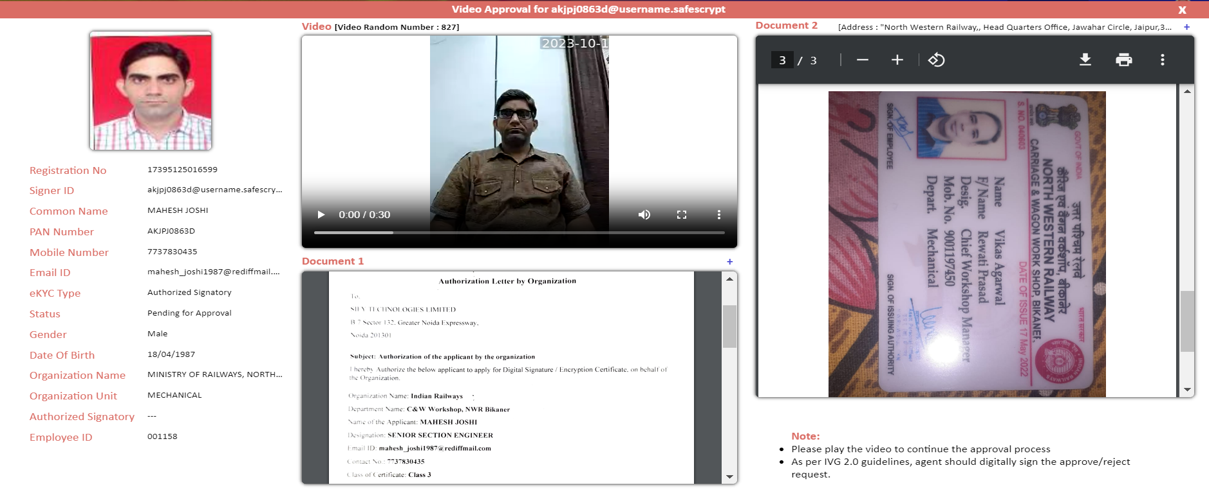 Video Approval for akjpj0863d@username.safescrypt
X
Registration No 17395125016599
Signer ID akjpj0863d@username.safescry...
Common Name MAHESH JOSHI
PAN Number AKJPJ0863D
Mobile Number 7737830435
Email ID mahesh_joshi1987@rediffmail....
eKYC Type Authorized Signatory
Status Pending for Approval
Gender Male
Date Of Birth 18/04/1987
Organization Name MINISTRY OF RAILWAYS, NORTH...
Organization Unit MECHANICAL
Authorized Signatory ---
Employee ID 001158
Video [Video Random Number : 827]
2023-10-1
0:00 / 0:30
Document 1 +
Authorization Letter by Organization
To,
TECHNOLOGIES LIMITED
Sector 132, Greater Noida Expressway,
Noida 201301
Subject: Authorization of the applicant by the organization
I hereby Authorize the below applicant to apply for Digital Signature / Encryption Certificate, on behalf of
the Organization.
Organization Name: Indian Railways
Department Name: C&W Workshop, NWR Bikaner
Name of the Applicant: MAHESH JOSHI
Designation: SENIOR SECTION ENGINEER
Email ID: mahesh_joshi1987@rediffmail.com
Contact No.: 7737830435
Class of Certificate: Class 3
Document 2 [Address : "North Western Railway,, Head Quarters Office, Jawahar Circle, Jaipur,3... +
3 / 3
भारत सरकार GOVT OF INDIA
उत्तर पश्चिम रेलवे
NORTH WESTERN RAILWAY
कैरिज एवं वैगन वर्कशॉप, बीकानेर
CARRIAGE & WAGON WORK SHOP, BIKANER
S. NO. 040603 DATE OF ISSUE 17 May 2022
Name Vikas Agarwal
F/ Name Rewati Prasad
Desig. Chief Workshop Manager
Mob. No. 9001197450
Depart. Mechanical
SIGN. OF EMPLOYEE SIGN. OF ISSUING AUTHORITY
Note:
Please play the video to continue the approval process
As per IVG 2.0 guidelines, agent should digitally sign the approve/reject
request.